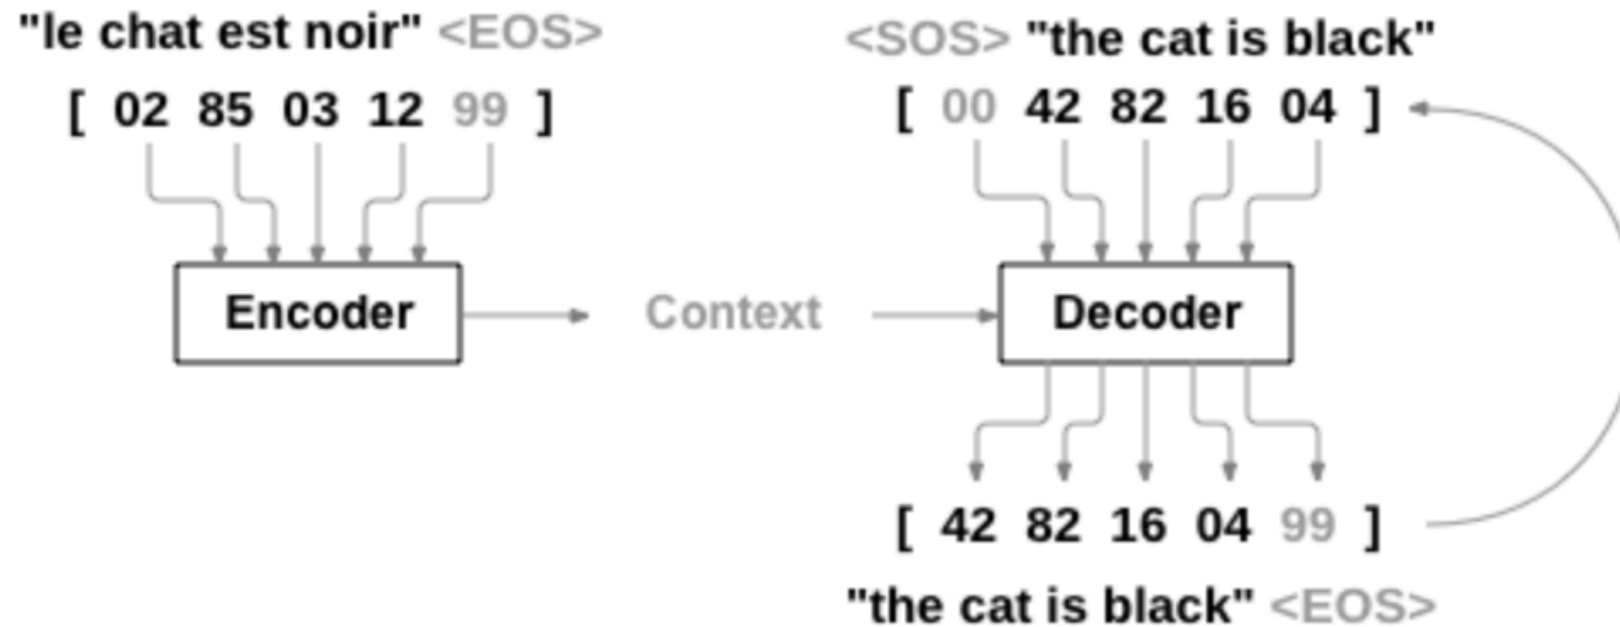 "le chat est noir" <EOS>
[ 02 85 03 12 99 ]
Encoder
Context
<SOS> "the cat is black"
[ 00 42 82 16 04 ]
Decoder
[ 42 82 16 04 99 ]
"the cat is black" <EOS>